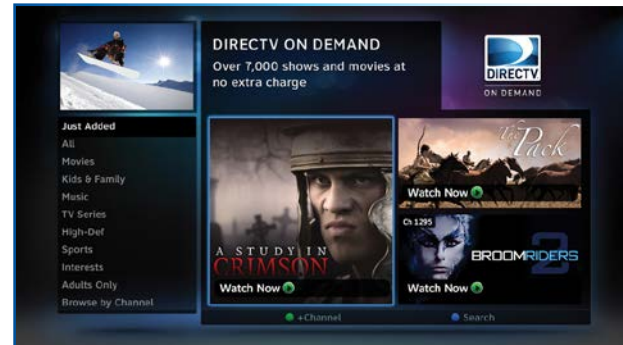 DIRECTV ON DEMAND
Over 7,000 shows and movies at
no extra charge
DIRECTV
ON DEMAND
Just Added
All
Movies
Kids & Family
Music
TV Series
High-Def
Sports
Interests
Adults Only
Browse by Channel
A STUDY IN
CRIMSON
Watch Now
The
Pack
Watch Now
Ch 1295
BROOMRIDERS
2
Watch Now
+Channel
Search